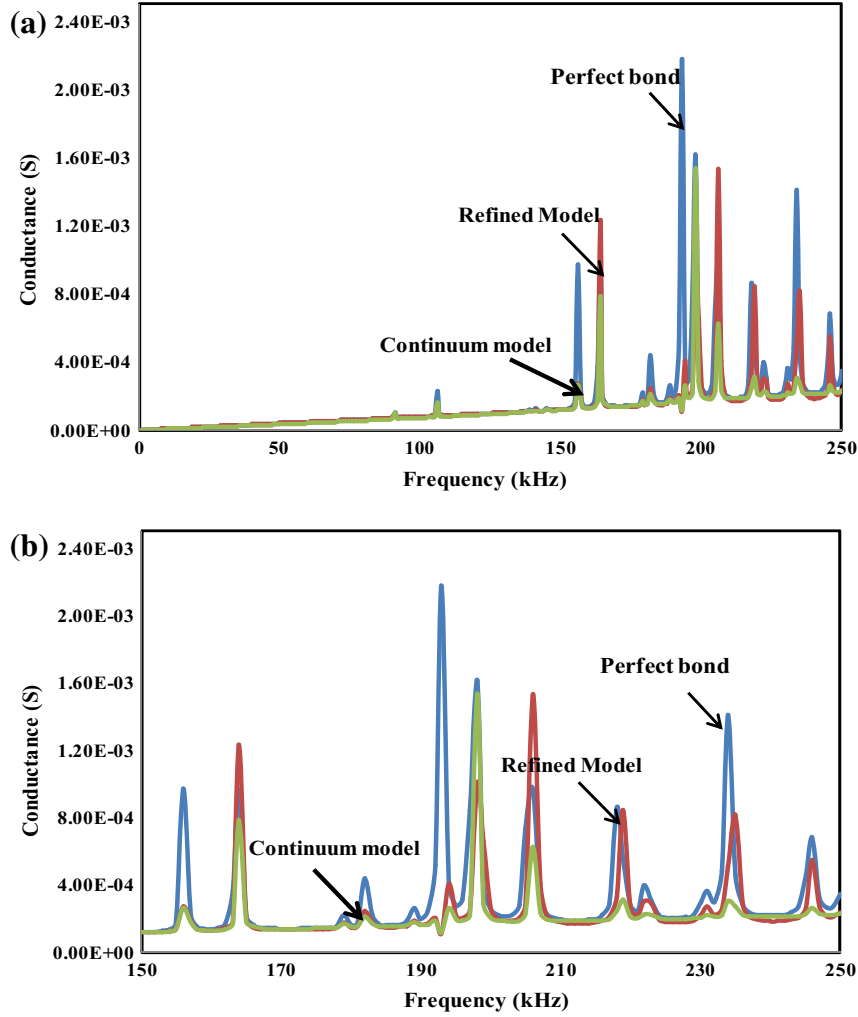 (a)
2.40E-03
2.00E-03
1.60E-03
1.20E-03
8.00E-04
4.00E-04
0.00E+00
Conductance (S)
Perfect bond
Refined Model
Continuum model
0 50 100 150 200 250
Frequency (kHz)
(b)
2.40E-03
2.00E-03
1.60E-03
1.20E-03
8.00E-04
4.00E-04
0.00E+00
Conductance (S)
Perfect bond
Refined Model
Continuum model
150 170 190 210 230 250
Frequency (kHz)